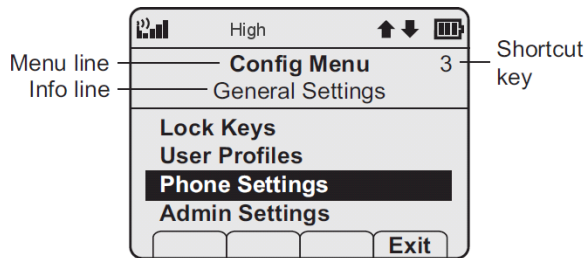 High
Menu line
Config Menu
3
Shortcut key
Info line
General Settings
Lock Keys
User Profiles
Phone Settings
Admin Settings
Exit